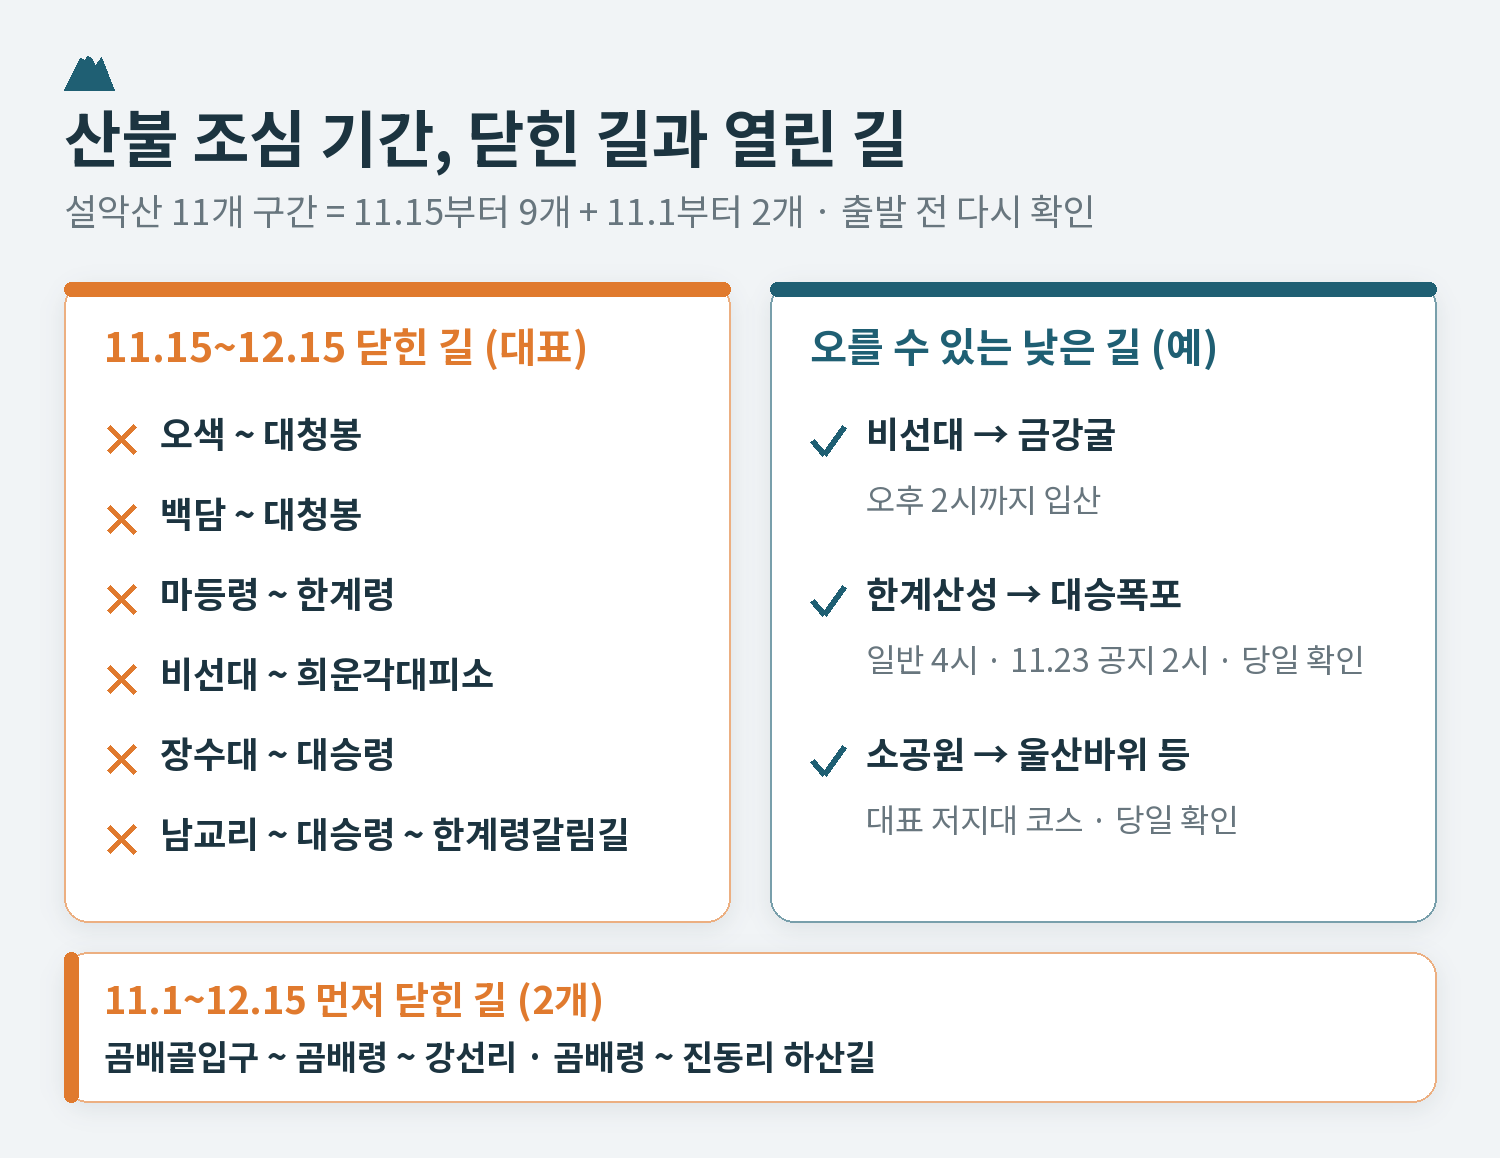 산불 조심 기간, 닫힌 길과 열린 길
설악산 11개 구간 = 11.15부터 9개 + 11.1부터 2개 · 출발 전 다시 확인
11.15~12.15 닫힌 길 (대표)
오색 ~ 대청봉
백담 ~ 대청봉
마등령 ~ 한계령
비선대 ~ 희운각대피소
장수대 ~ 대승령
남교리 ~ 대승령 ~ 한계령갈림길
오를 수 있는 낮은 길 (예)
비선대 → 금강굴
오후 2시까지 입산
한계산성 → 대승폭포
일반 4시 · 11.23 공지 2시 · 당일 확인
소공원 → 울산바위 등
대표 저지대 코스 · 당일 확인
11.1~12.15 먼저 닫힌 길 (2개)
곰배골입구 ~ 곰배령 ~ 강선리 · 곰배령 ~ 진동리 하산길